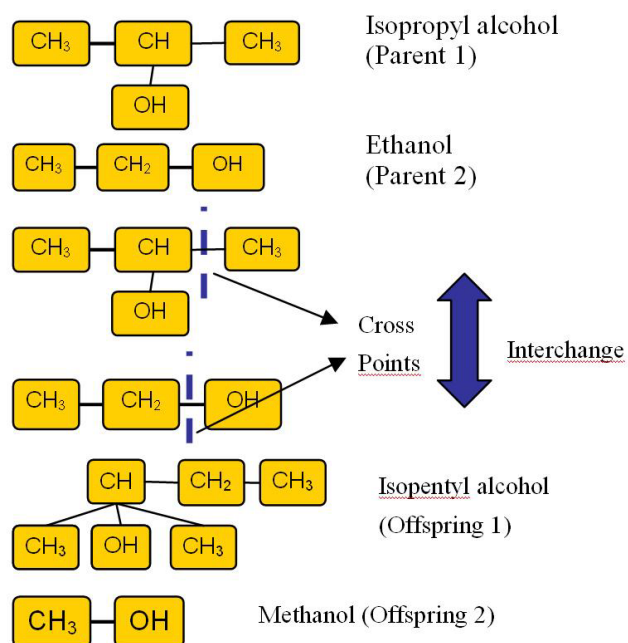 CH₃ CH CH₃ Isopropyl alcohol
(Parent 1)
OH
Ethanol
CH₃ CH₂ OH (Parent 2)
CH₃ CH CH₃
OH
Cross
Points
Interchange
CH₃ CH₂ OH
CH CH₂ CH₃ Isopentyl alcohol
(Offspring 1)
CH₃ OH CH₃
CH₃ OH Methanol (Offspring 2)